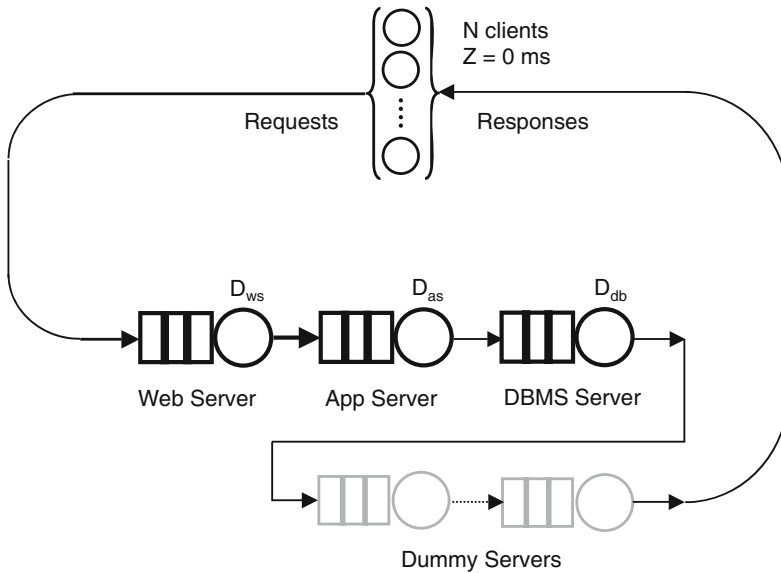 N clients
Z = 0 ms
Requests
Responses
D_ws
D_as
D_db
Web Server
App Server
DBMS Server
Dummy Servers